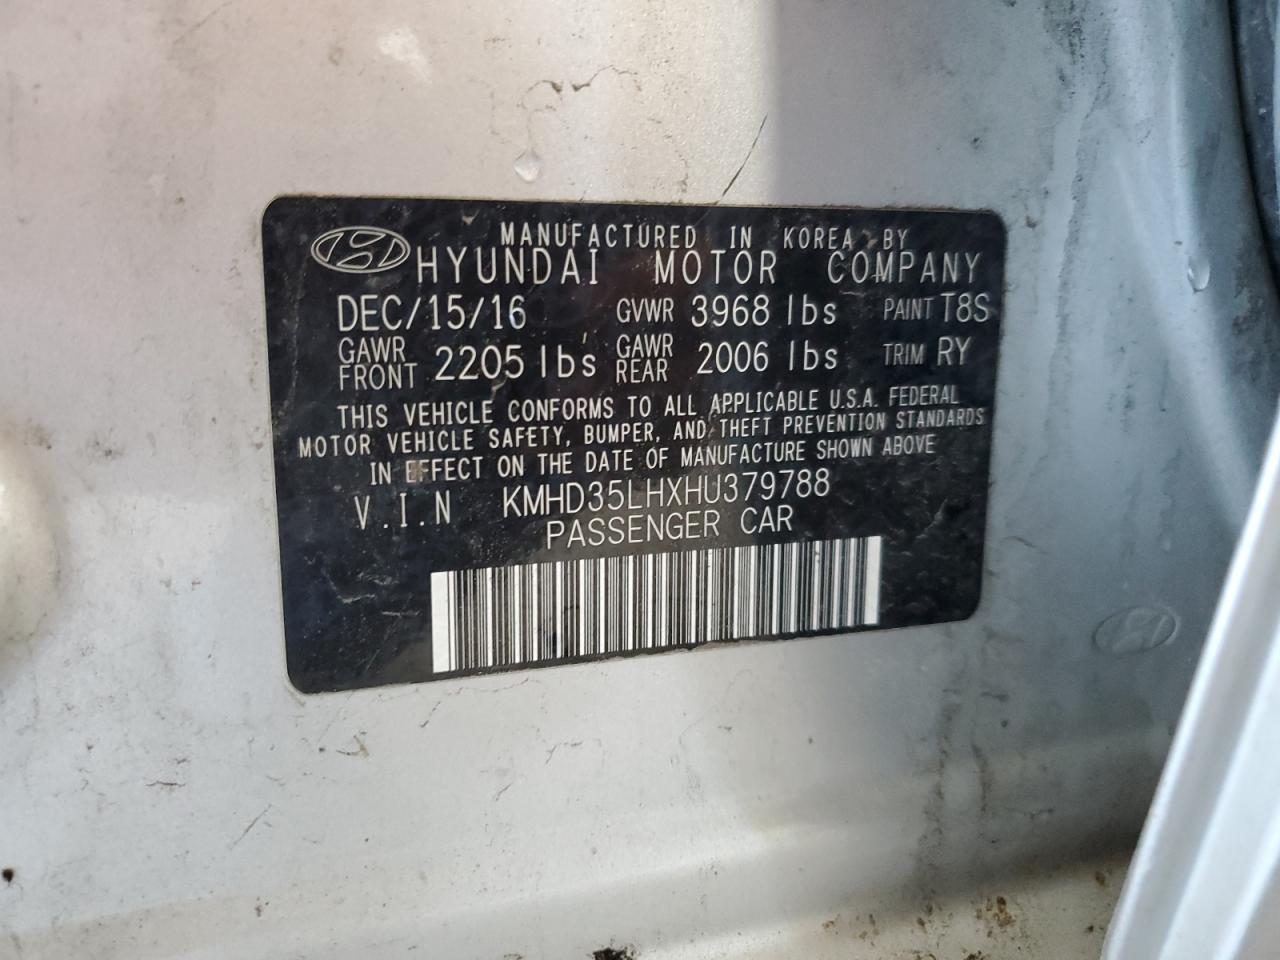 MANUFACTURED IN KOREA BY
HYUNDAI MOTOR COMPANY
DEC/15/16 GVWR 3968 lbs PAINT T8S
GAWR FRONT 2205 lbs GAWR REAR 2006 lbs TRIM RY
THIS VEHICLE CONFORMS TO ALL APPLICABLE U.S.A. FEDERAL
MOTOR VEHICLE SAFETY, BUMPER, AND THEFT PREVENTION STANDARDS
IN EFFECT ON THE DATE OF MANUFACTURE SHOWN ABOVE
V.I.N KMHD35LHXHU379788
PASSENGER CAR